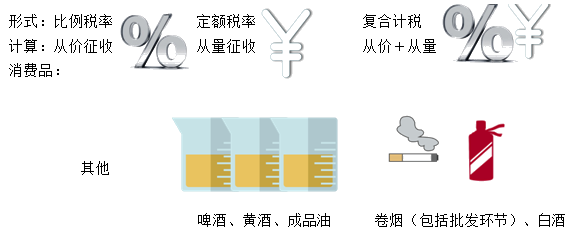 形式：比例税率 定额税率 复合计税
计算：从价征收 从量征收 从价＋从量
消费品：
其他
啤酒、黄酒、成品油 卷烟（包括批发环节）、白酒